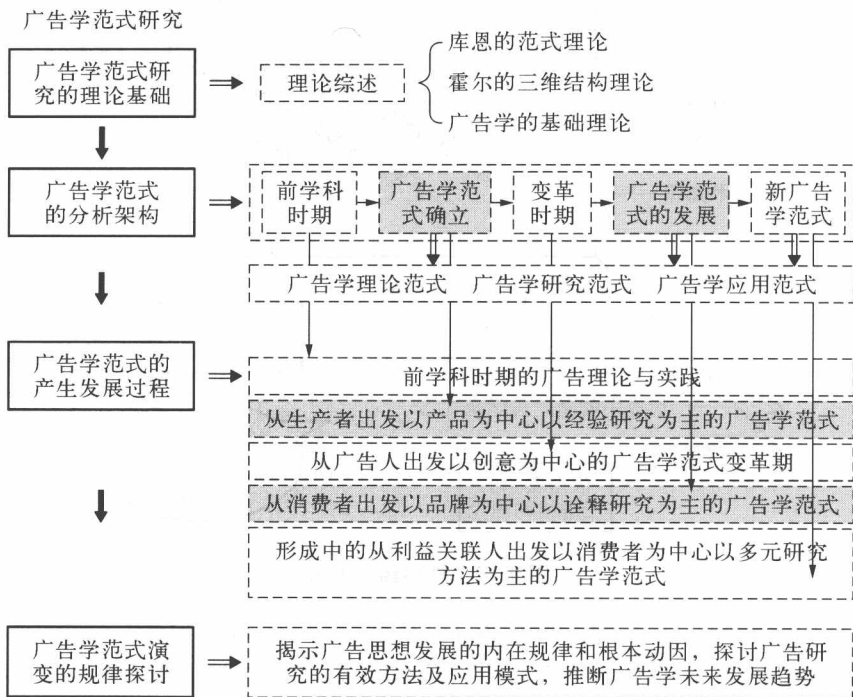 广告学范式研究
广告学范式研
究的理论基础
理论综述
库恩的范式理论
霍尔的三维结构理论
广告学的基础理论
广告学范式
的分析架构
前学科
时期
广告学范
式确立
变革
时期
广告学范
式的发展
新广告
学范式
广告学理论范式 广告学研究范式 广告学应用范式
广告学范式的
产生发展过程
前学科时期的广告理论与实践
从生产者出发以产品为中心以经验研究为主的广告学范式
从广告人出发以创意为中心的广告学范式变革期
从消费者出发以品牌为中心以诠释研究为主的广告学范式
形成中的从利益关联人出发以消费者为中心以多元研究
方法为主的广告学范式
广告学范式演
变的规律探讨
揭示广告思想发展的内在规律和根本动因，探讨广告研
究的有效方法及应用模式，推断广告学未来发展趋势